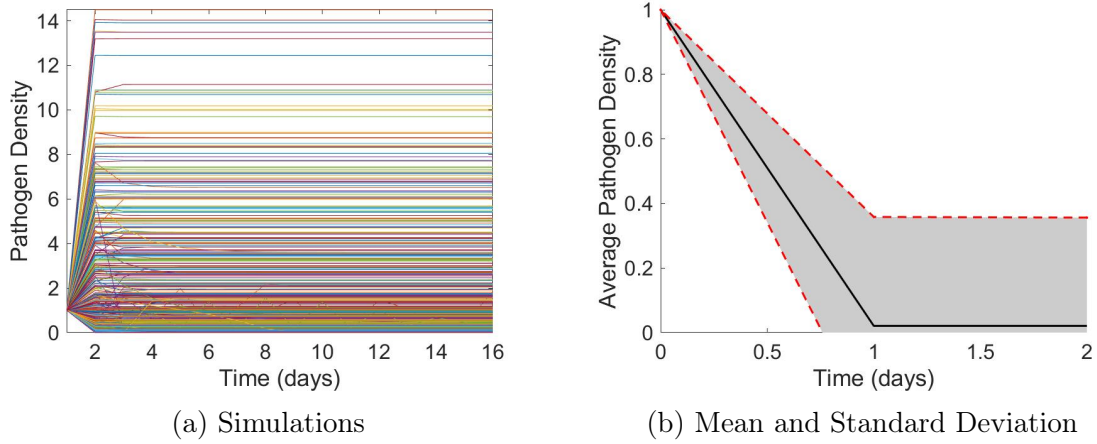 Pathogen Density
14
12
10
8
6
4
2
0
2 4 6 8 10 12 14 16
Time (days)
(a) Simulations
Average Pathogen Density
1
0.8
0.6
0.4
0.2
0
0 0.5 1 1.5 2
Time (days)
(b) Mean and Standard Deviation